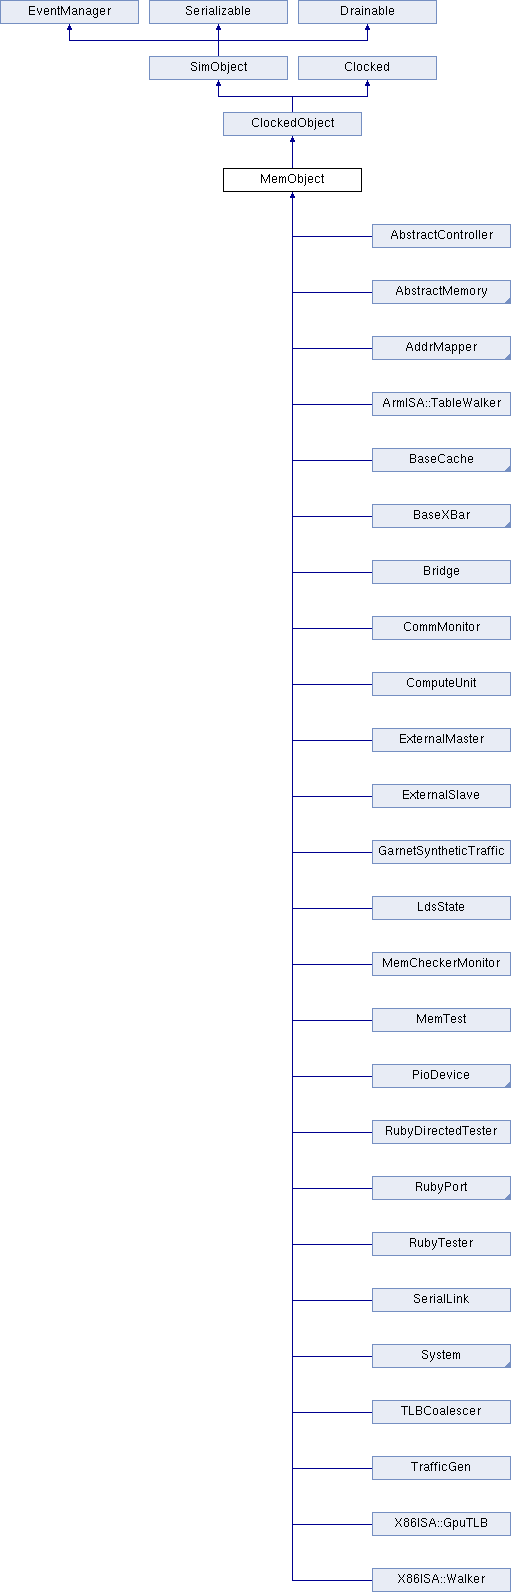 EventManager
Serializable
Drainable
SimObject
Clocked
ClockedObject
MemObject
AbstractController
AbstractMemory
AddrMapper
ArmISA::TableWalker
BaseCache
BaseXBar
Bridge
CommMonitor
ComputeUnit
ExternalMaster
ExternalSlave
GarnetSyntheticTraffic
LdsState
MemCheckerMonitor
MemTest
PioDevice
RubyDirectedTester
RubyPort
RubyTester
SerialLink
System
TLBCoalescer
TrafficGen
X86ISA::GpuTLB
X86ISA::Walker